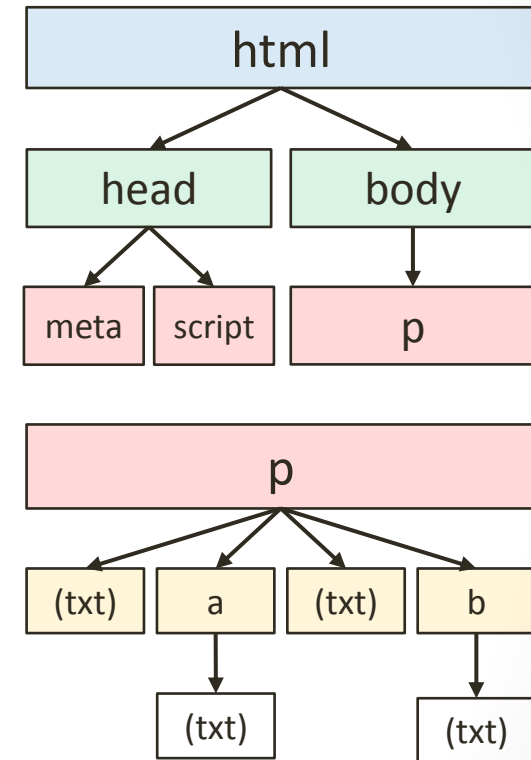 html
head body
meta script p
p
(txt) a (txt) b
(txt) (txt)